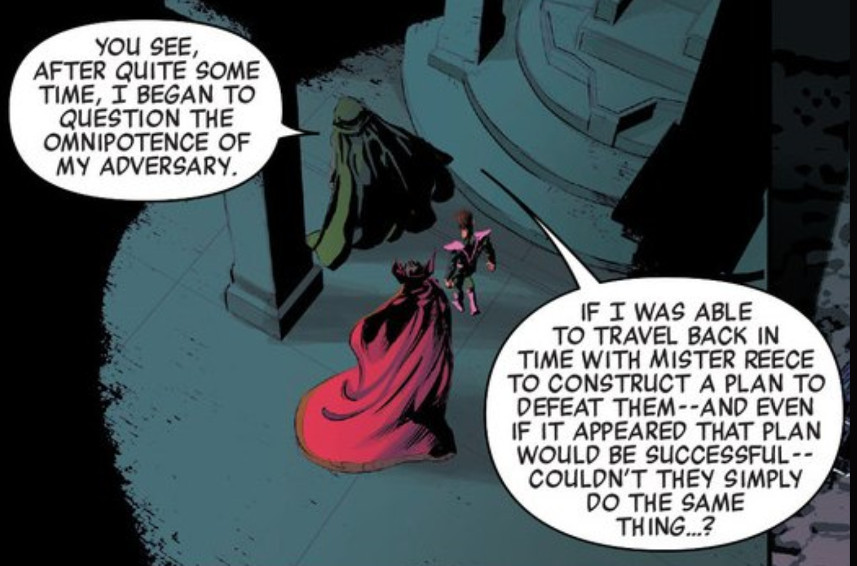 YOU SEE,
AFTER QUITE SOME
TIME, I BEGAN TO
QUESTION THE
OMNIPOTENCE OF
MY ADVERSARY.
IF I WAS ABLE
TO TRAVEL BACK IN
TIME WITH MISTER REECE
TO CONSTRUCT A PLAN TO
DEFEAT THEM--AND EVEN
IF IT APPEARED THAT PLAN
WOULD BE SUCCESSFUL--
COULDN'T THEY SIMPLY
DO THE SAME
THING...?